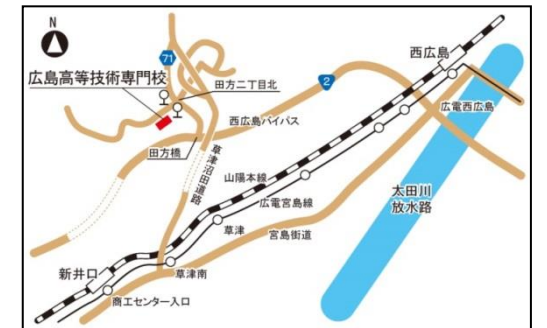 N
71
西広島
広島高等技術専門校
田方二丁目北
2
広電西広島
西広島バイパス
田方橋
草津沼田道路
山陽本線
太田川
放水路
広電宮島線
草津
宮島街道
新井口
草津南
商工センター入口